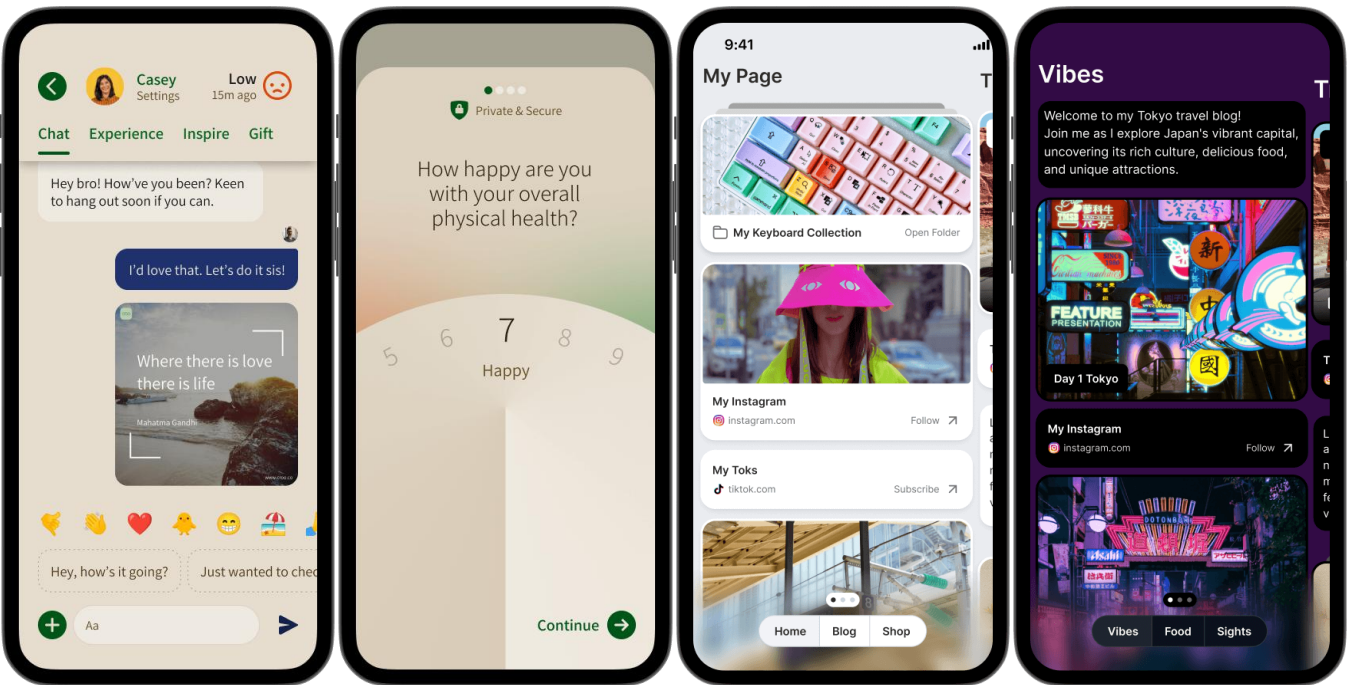 Casey
Settings
Low
15m ago
Chat
Experience
Inspire
Gift
Hey bro! How've you been? Keen
to hang out soon if you can.
I'd love that. Let's do it sis!
Where there is love
there is life
Mahatma Gandhi
Hey, how's it going?
Just wanted to chec
Aa
Private & Secure
How happy are you
with your overall
physical health?
5
6
7
8
9
Happy
Continue
9:41
My Page
T
My Keyboard Collection
Open Folder
My Instagram
instagram.com
Follow
My Toks
tiktok.com
Subscribe
Home
Blog
Shop
Vibes
T
Welcome to my Tokyo travel blog!
Join me as I explore Japan's vibrant capital,
uncovering its rich culture, delicious food,
and unique attractions.
新
中
國
FEATURE
PRESENTATION
Day 1 Tokyo
My Instagram
instagram.com
Follow
DOTONB
道頓堀
Vibes
Food
Sights